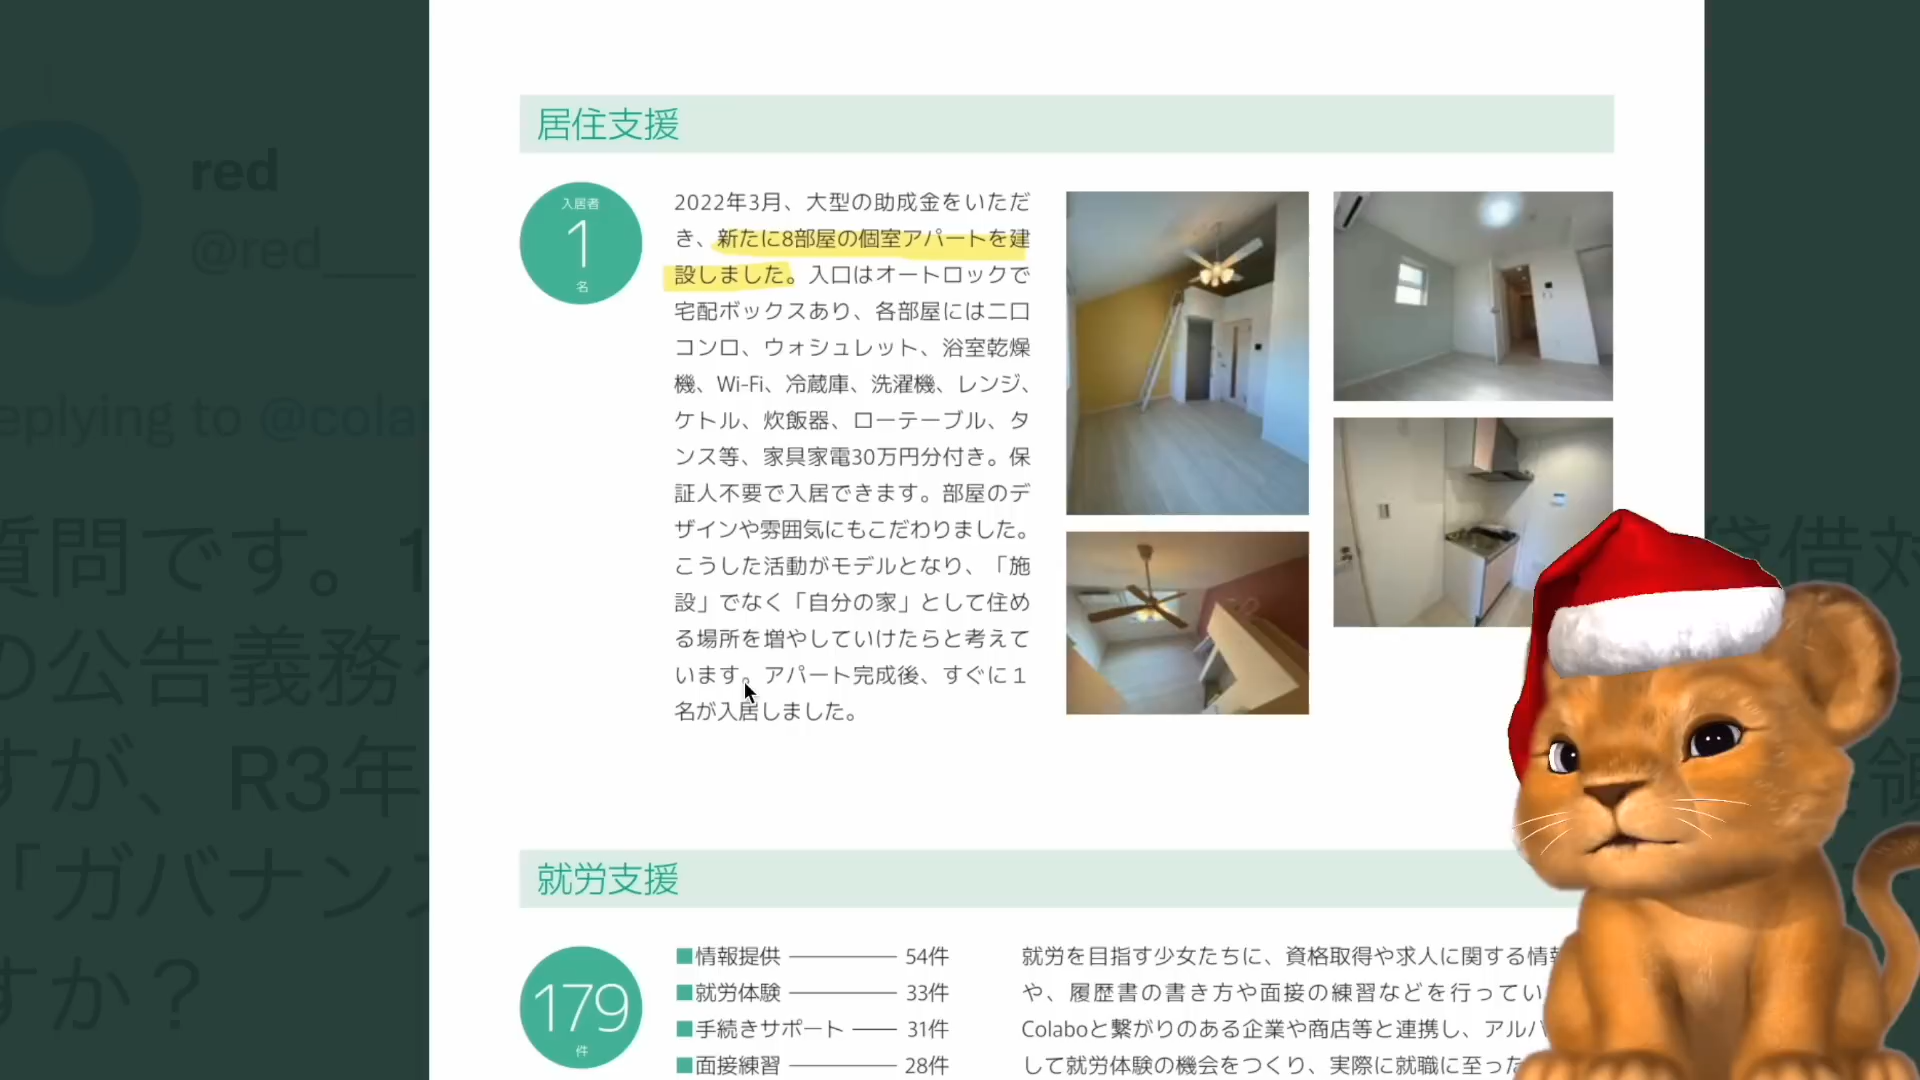 居住支援
入居者
1
名
2022年3月、大型の助成金をいただ
き、新たに8部屋の個室アパートを建
設しました。入口はオートロックで
宅配ボックスあり、各部屋には二口
コンロ、ウォシュレット、浴室乾燥
機、Wi-Fi、冷蔵庫、洗濯機、レンジ、
ケトル、炊飯器、ローテーブル、タ
ンス等、家具家電30万円分付き。保
証人不要で入居できます。部屋のデ
ザインや雰囲気にもこだわりました。
こうした活動がモデルとなり、「施
設」でなく「自分の家」として住め
る場所を増やしていけたらと考えて
います。アパート完成後、すぐに１
名が入居しました。
就労支援
179
件
■情報提供 54件
■就労体験 33件
■手続きサポート 31件
■面接練習 28件
就労を目指す少女たちに、資格取得や求人に関する情報
や、履歴書の書き方や面接の練習などを行ってい
Colaboと繋がりのある企業や商店等と連携し、アルバ
して就労体験の機会をつくり、実際に就職に至った
red
@red___
eplying to @cola
質問です。1
貸借対
の公告義務
すが、R3年
「ガバナンス
すか？